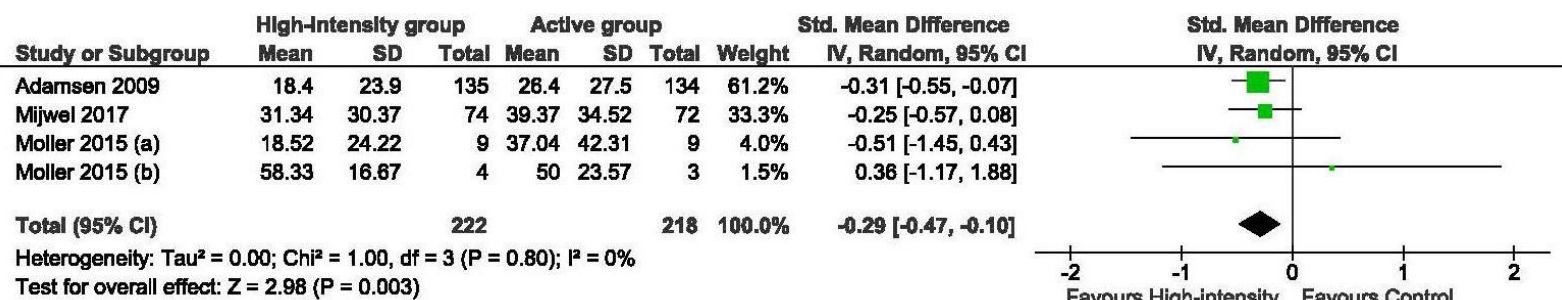 High-intensity group Active group Std. Mean Difference Std. Mean Difference
Study or Subgroup Mean SD Total Mean SD Total Weight IV, Random, 95% CI IV, Random, 95% CI
Adamsen 2009 18.4 23.9 135 26.4 27.5 134 61.2% -0.31 [-0.55, -0.07]
Mijwel 2017 31.34 30.37 74 39.37 34.52 72 33.3% -0.25 [-0.57, 0.08]
Moller 2015 (a) 18.52 24.22 9 37.04 42.31 9 4.0% -0.51 [-1.45, 0.43]
Moller 2015 (b) 58.33 16.67 4 50 23.57 3 1.5% 0.36 [-1.17, 1.88]
Total (95% CI) 222 218 100.0% -0.29 [-0.47, -0.10]
Heterogeneity: Tau² = 0.00; Chi² = 1.00, df = 3 (P = 0.80); I² = 0%
Test for overall effect: Z = 2.98 (P = 0.003)
-2 -1 0 1 2
Favours High-intensity Favours Control